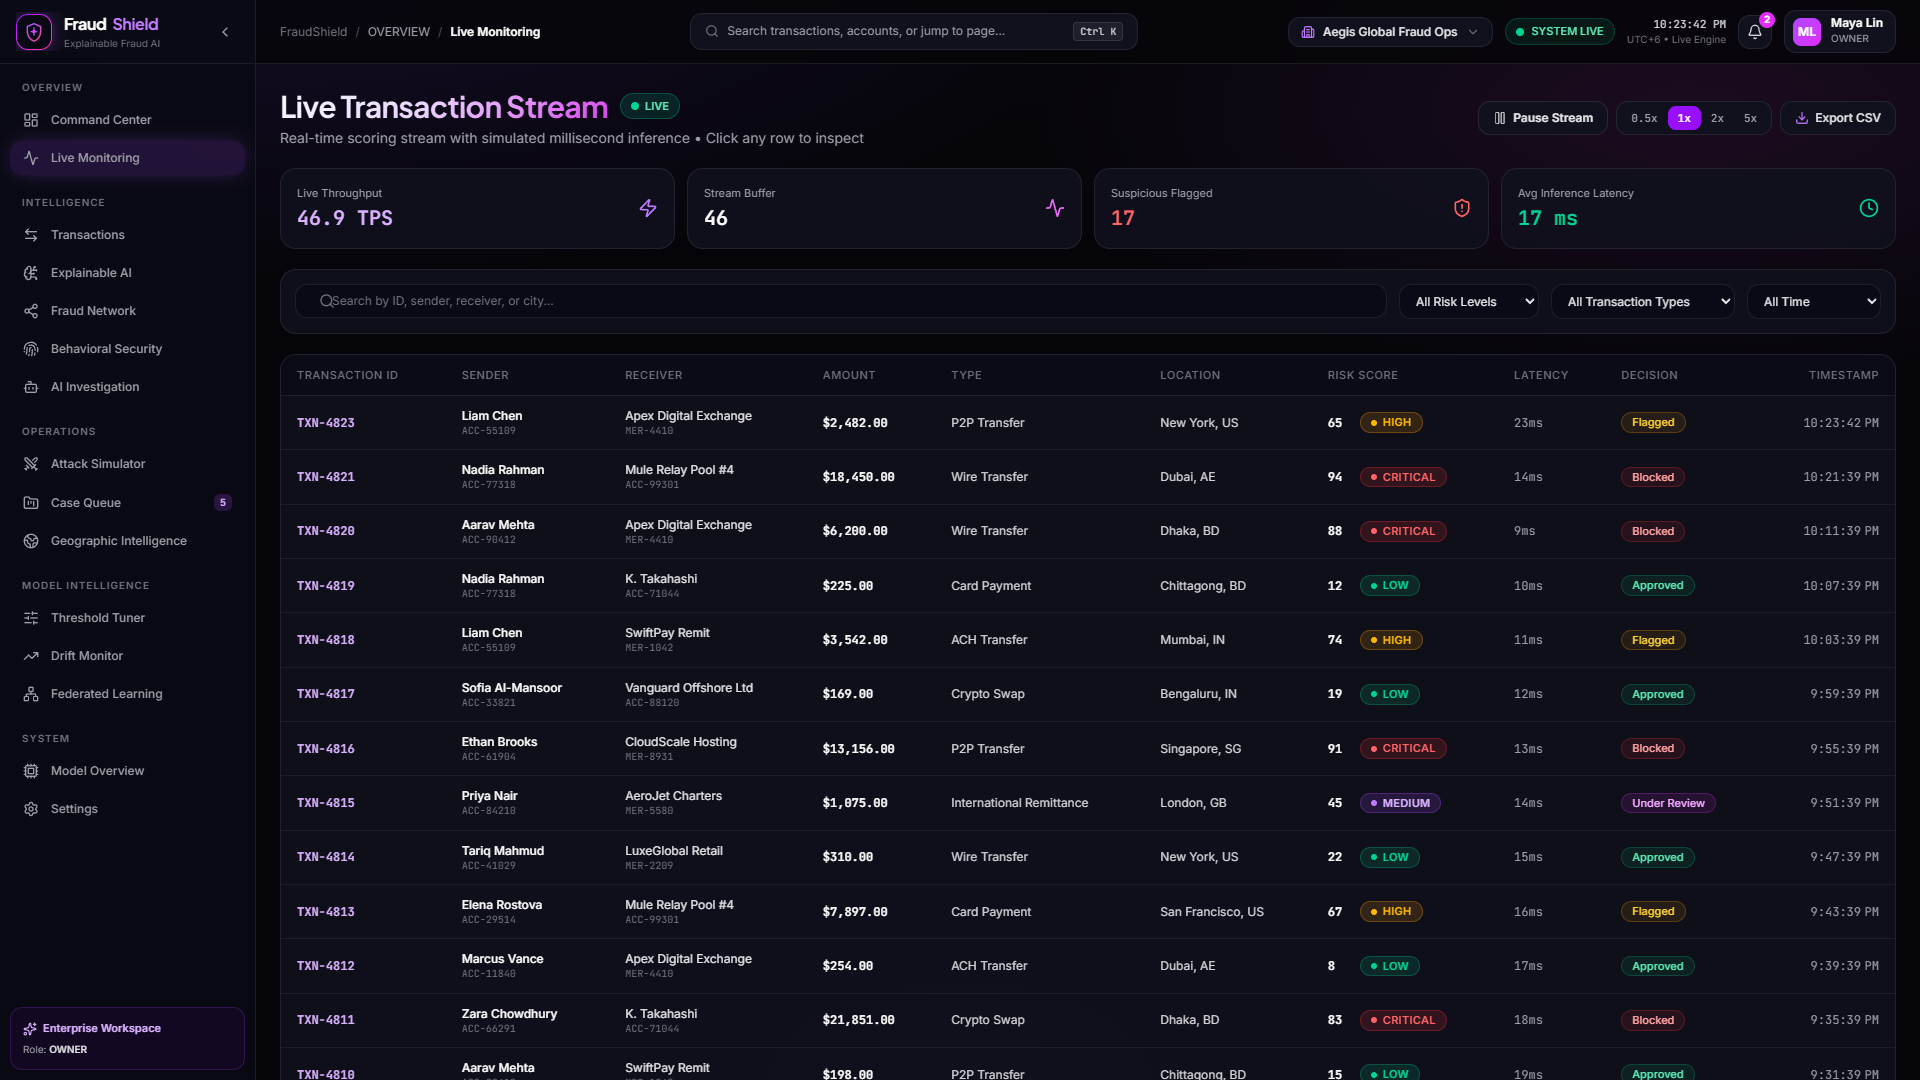 Fraud Shield
Explainable Fraud AI
FraudShield / OVERVIEW / Live Monitoring
Search transactions, accounts, or jump to page... Ctrl K
Aegis Global Fraud Ops
SYSTEM LIVE
10:23:42 PM
UTC+6 • Live Engine
2
ML
Maya Lin
OWNER
OVERVIEW
Command Center
Live Monitoring
INTELLIGENCE
Transactions
Explainable AI
Fraud Network
Behavioral Security
AI Investigation
OPERATIONS
Attack Simulator
Case Queue 5
Geographic Intelligence
MODEL INTELLIGENCE
Threshold Tuner
Drift Monitor
Federated Learning
SYSTEM
Model Overview
Settings
Enterprise Workspace
Role: OWNER
Live Transaction Stream LIVE
Real-time scoring stream with simulated millisecond inference • Click any row to inspect
Pause Stream 0.5x 1x 2x 5x Export CSV
Live Throughput
46.9 TPS
Stream Buffer
46
Suspicious Flagged
17
Avg Inference Latency
17 ms
Search by ID, sender, receiver, or city... All Risk Levels All Transaction Types All Time
TRANSACTION ID SENDER RECEIVER AMOUNT TYPE LOCATION RISK SCORE LATENCY DECISION TIMESTAMP
TXN-4823 Liam Chen Apex Digital Exchange $2,482.00 P2P Transfer New York, US 65 HIGH 23ms Flagged 10:23:42 PM
ACC-55109 MER-4410
TXN-4821 Nadia Rahman Mule Relay Pool #4 $18,450.00 Wire Transfer Dubai, AE 94 CRITICAL 14ms Blocked 10:21:39 PM
ACC-77318 ACC-99301
TXN-4820 Aarav Mehta Apex Digital Exchange $6,200.00 Wire Transfer Dhaka, BD 88 CRITICAL 9ms Blocked 10:11:39 PM
ACC-90412 MER-4410
TXN-4819 Nadia Rahman K. Takahashi $225.00 Card Payment Chittagong, BD 12 LOW 10ms Approved 10:07:39 PM
ACC-77318 ACC-71044
TXN-4818 Liam Chen SwiftPay Remit $3,542.00 ACH Transfer Mumbai, IN 74 HIGH 11ms Flagged 10:03:39 PM
ACC-55109 MER-1042
TXN-4817 Sofia Al-Mansoor Vanguard Offshore Ltd $169.00 Crypto Swap Bengaluru, IN 19 LOW 12ms Approved 9:59:39 PM
ACC-33821 ACC-88120
TXN-4816 Ethan Brooks CloudScale Hosting $13,156.00 P2P Transfer Singapore, SG 91 CRITICAL 13ms Blocked 9:55:39 PM
ACC-61904 MER-8931
TXN-4815 Priya Nair AeroJet Charters $1,075.00 International Remittance London, GB 45 MEDIUM 14ms Under Review 9:51:39 PM
ACC-84210 MER-5580
TXN-4814 Tariq Mahmud LuxeGlobal Retail $310.00 Wire Transfer New York, US 22 LOW 15ms Approved 9:47:39 PM
ACC-41029 MER-2209
TXN-4813 Elena Rostova Mule Relay Pool #4 $7,897.00 Card Payment San Francisco, US 67 HIGH 16ms Flagged 9:43:39 PM
ACC-29514 ACC-99301
TXN-4812 Marcus Vance Apex Digital Exchange $254.00 ACH Transfer Dubai, AE 8 LOW 17ms Approved 9:39:39 PM
ACC-11840 MER-4410
TXN-4811 Zara Chowdhury K. Takahashi $21,851.00 Crypto Swap Dhaka, BD 83 CRITICAL 18ms Blocked 9:35:39 PM
ACC-66291 ACC-71044
TXN-4810 Aarav Mehta SwiftPay Remit $198.00 P2P Transfer Chittagong, BD 15 LOW 19ms Approved 9:31:39 PM